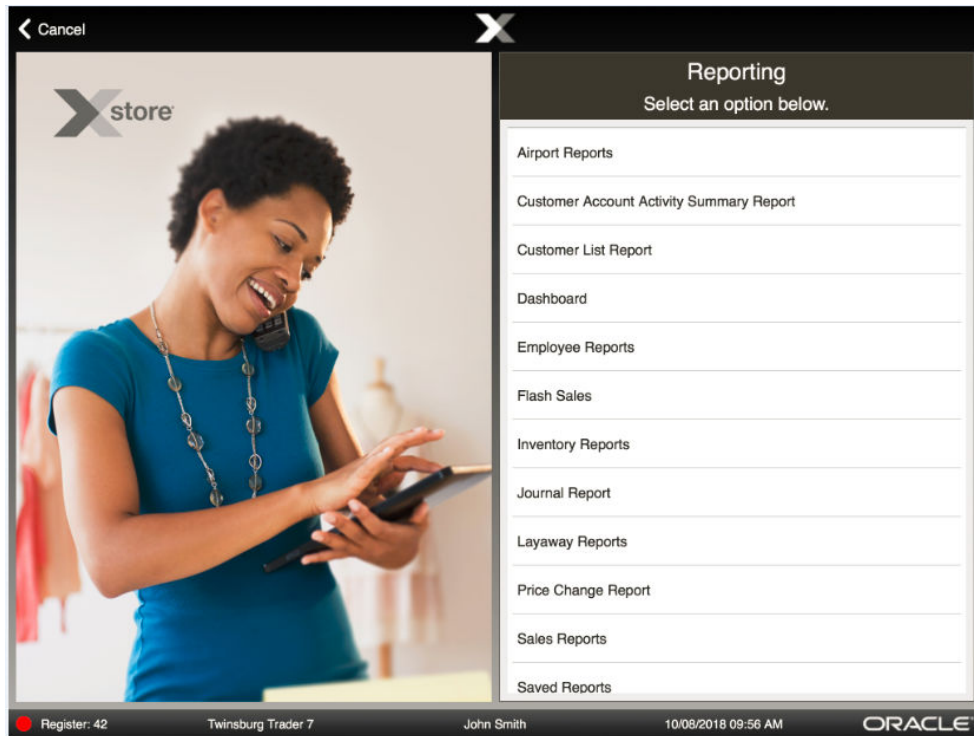 Cancel
X
Xstore
Reporting
Select an option below.
Airport Reports
Customer Account Activity Summary Report
Customer List Report
Dashboard
Employee Reports
Flash Sales
Inventory Reports
Journal Report
Layaway Reports
Price Change Report
Sales Reports
Saved Reports
Register: 42 Twinsburg Trader 7 John Smith 10/08/2018 09:56 AM ORACLE